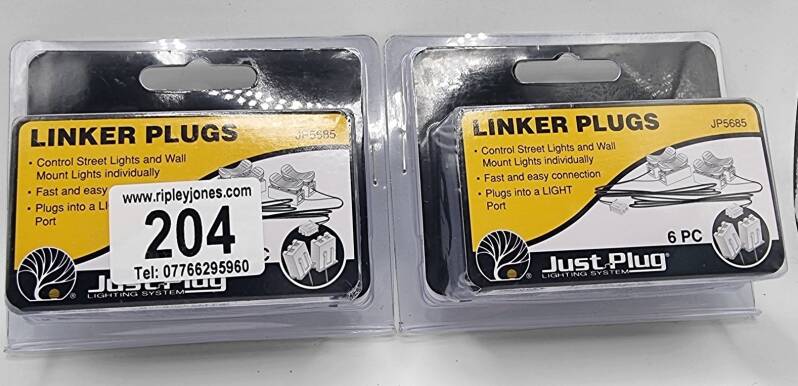 LINKER PLUGS
JP5685
• Control Street Lights and Wall
Mount Lights individually
• Fast and easy
• Plugs into a LI
Port
www.ripleyjones.com
204
Tel: 07766295960
C
®
Just Plug
LIGHTING SYSTEM
LINKER PLUGS
JP5685
• Control Street Lights and Wall
Mount Lights individually
• Fast and easy connection
• Plugs into a LIGHT
Port
6 PC
®
Just Plug®
LIGHTING SYSTEM